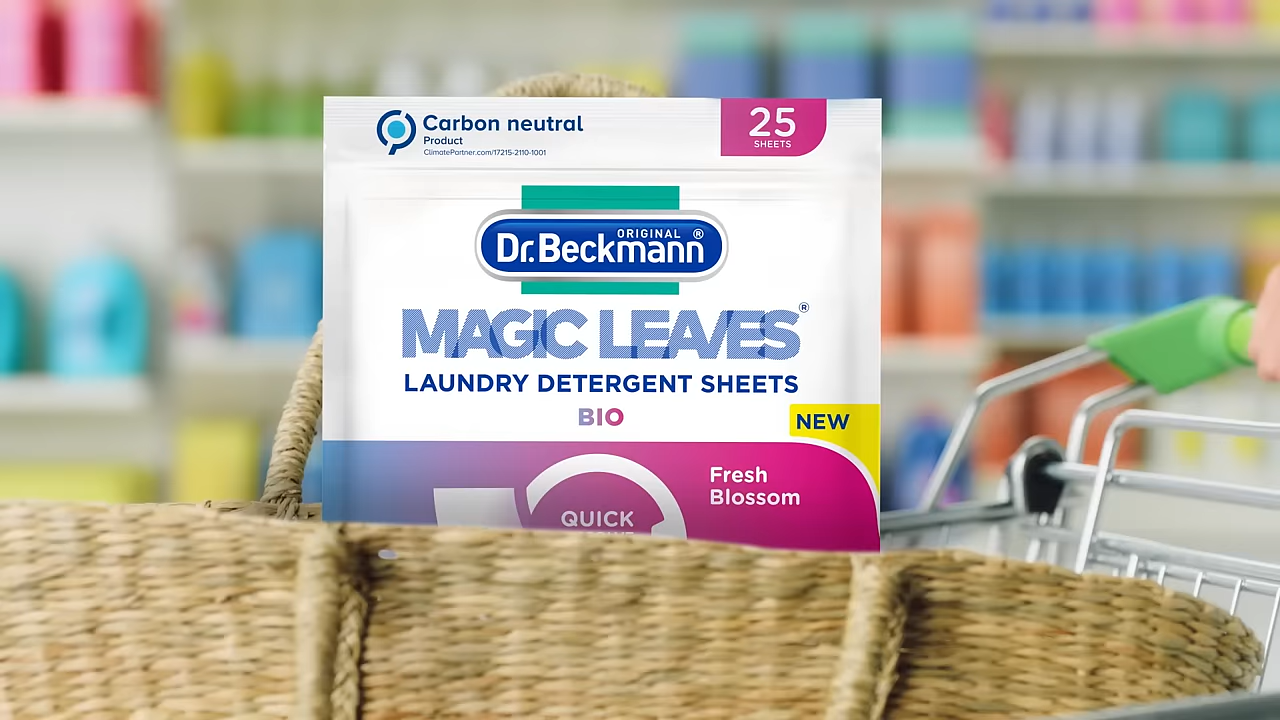 Carbon neutral
Product
ClimatePartner.com/17215-2110-1001
25
SHEETS
ORIGINAL ®
Dr.Beckmann
MAGIC LEAVES®
LAUNDRY DETERGENT SHEETS
BIO
NEW
Fresh
Blossom
QUICK